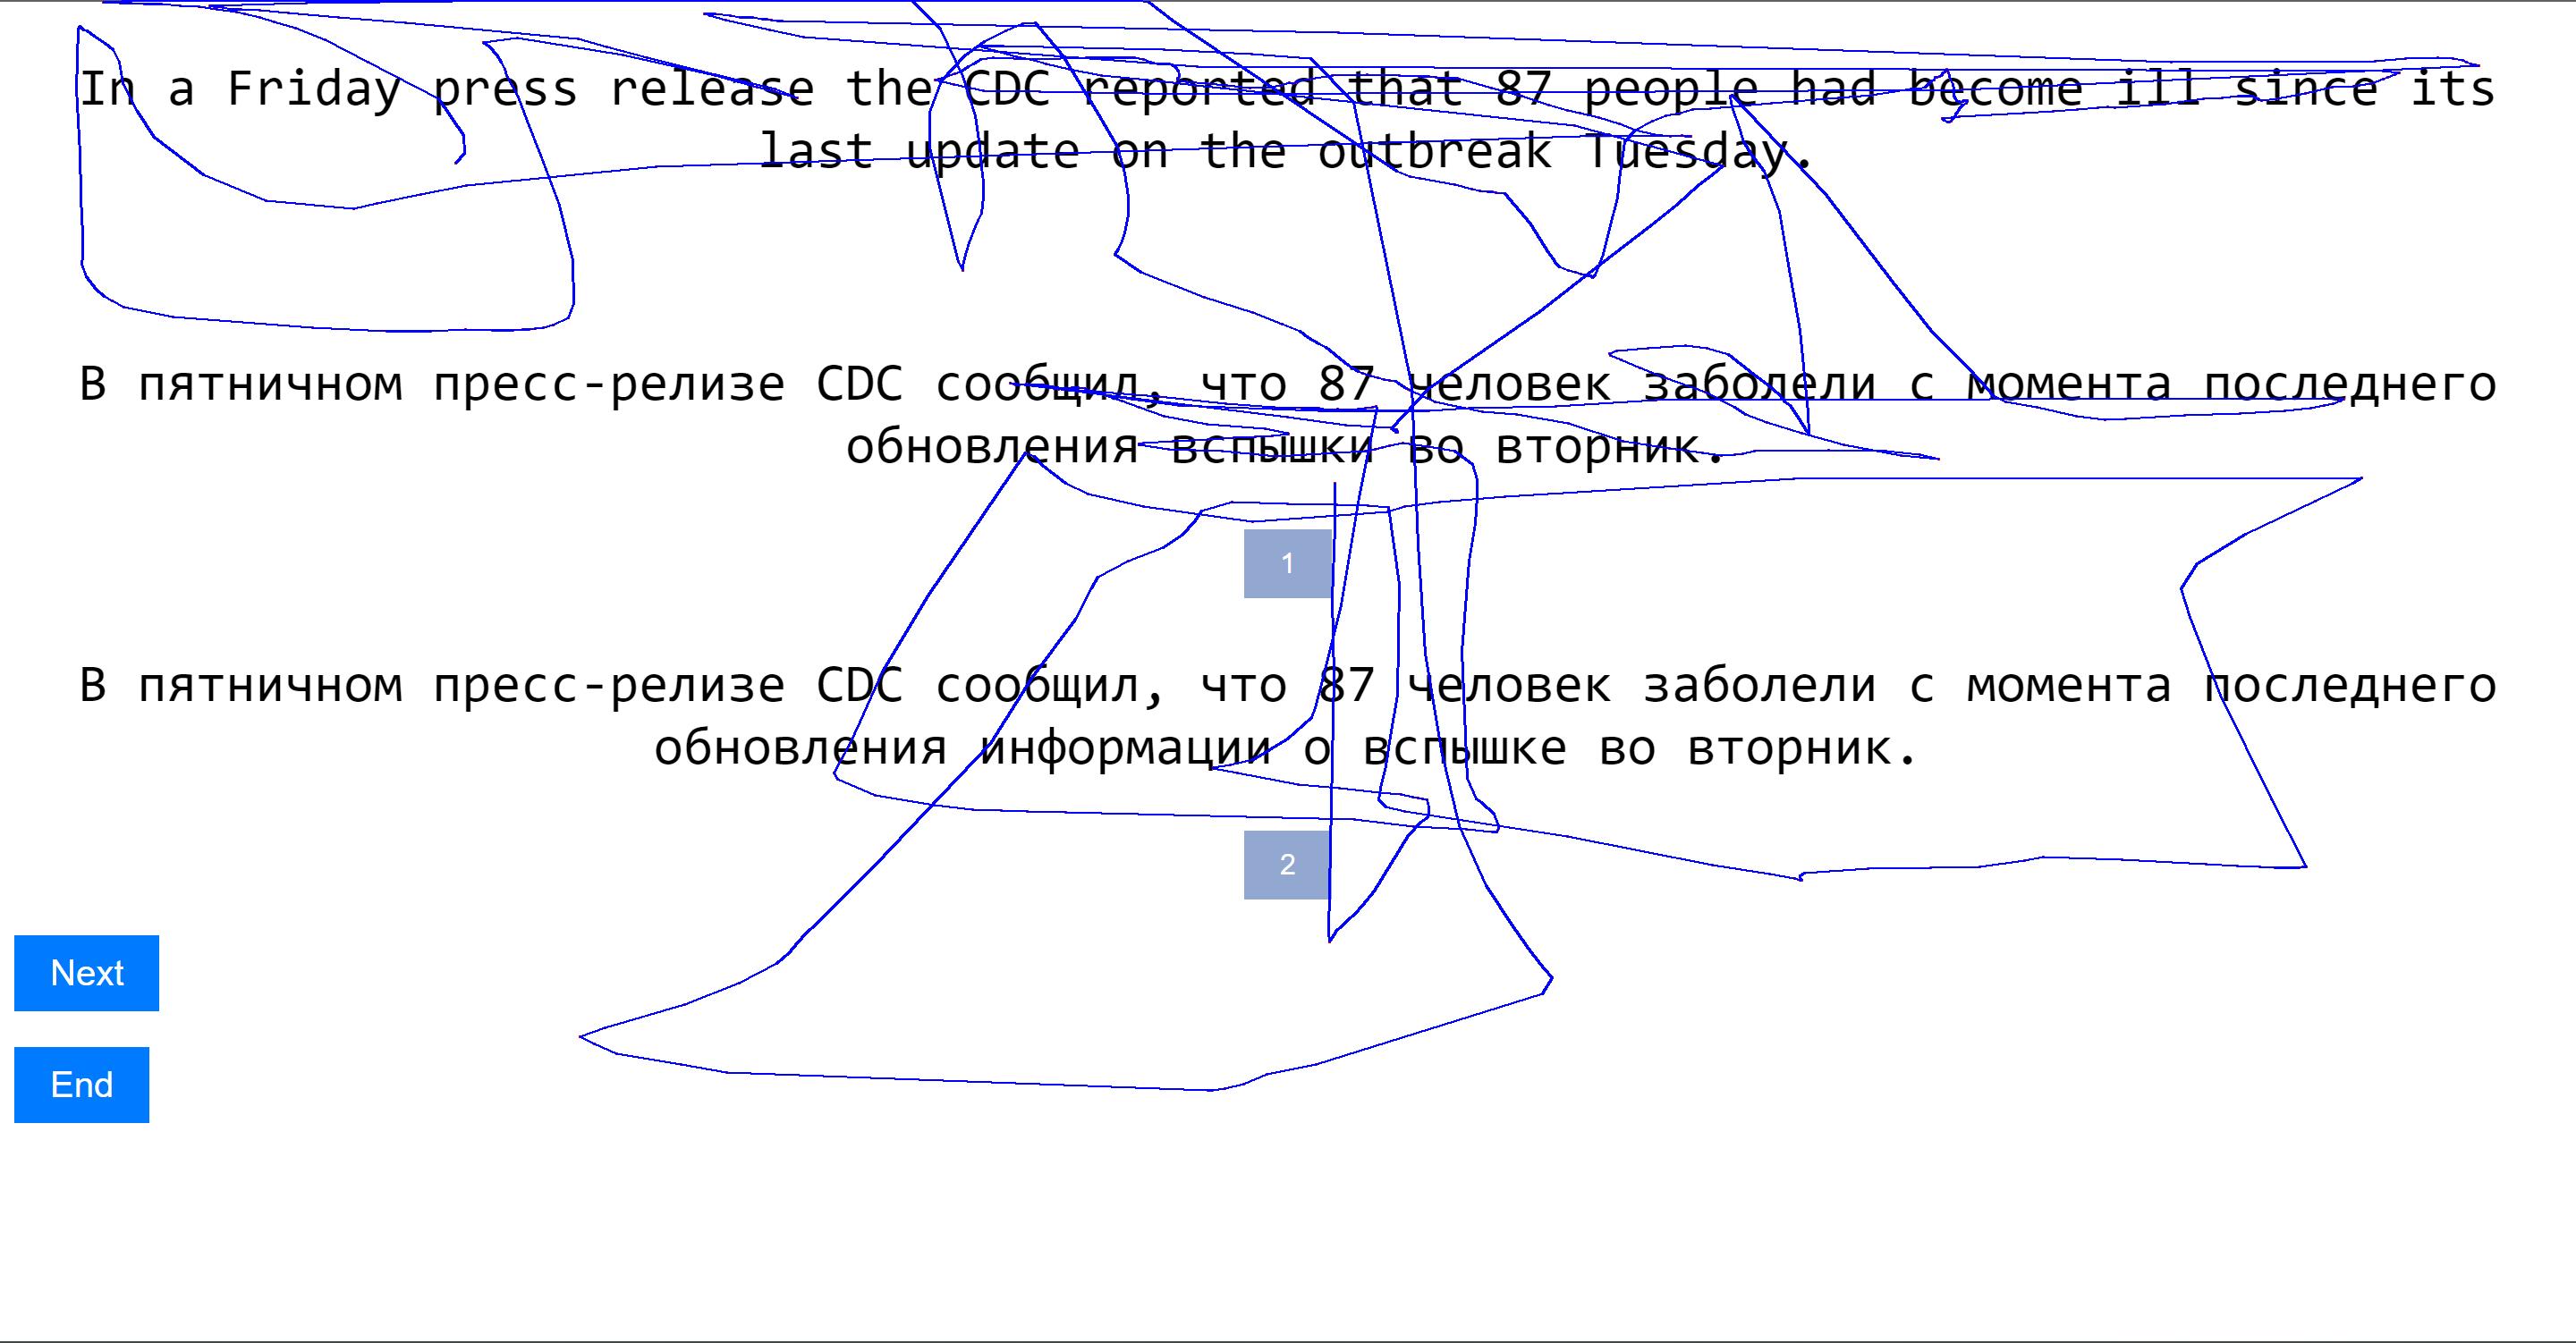 In a Friday press release the CDC reported that 87 people had become ill since its
last update on the outbreak Tuesday.
В пятничном пресс-релизе CDC сообщил, что 87 человек заболели с момента последнего
обновления вспышки во вторник.
1
В пятничном пресс-релизе CDC сообщил, что 87 человек заболели с момента последнего
обновления информации о вспышке во вторник.
2
Next
End